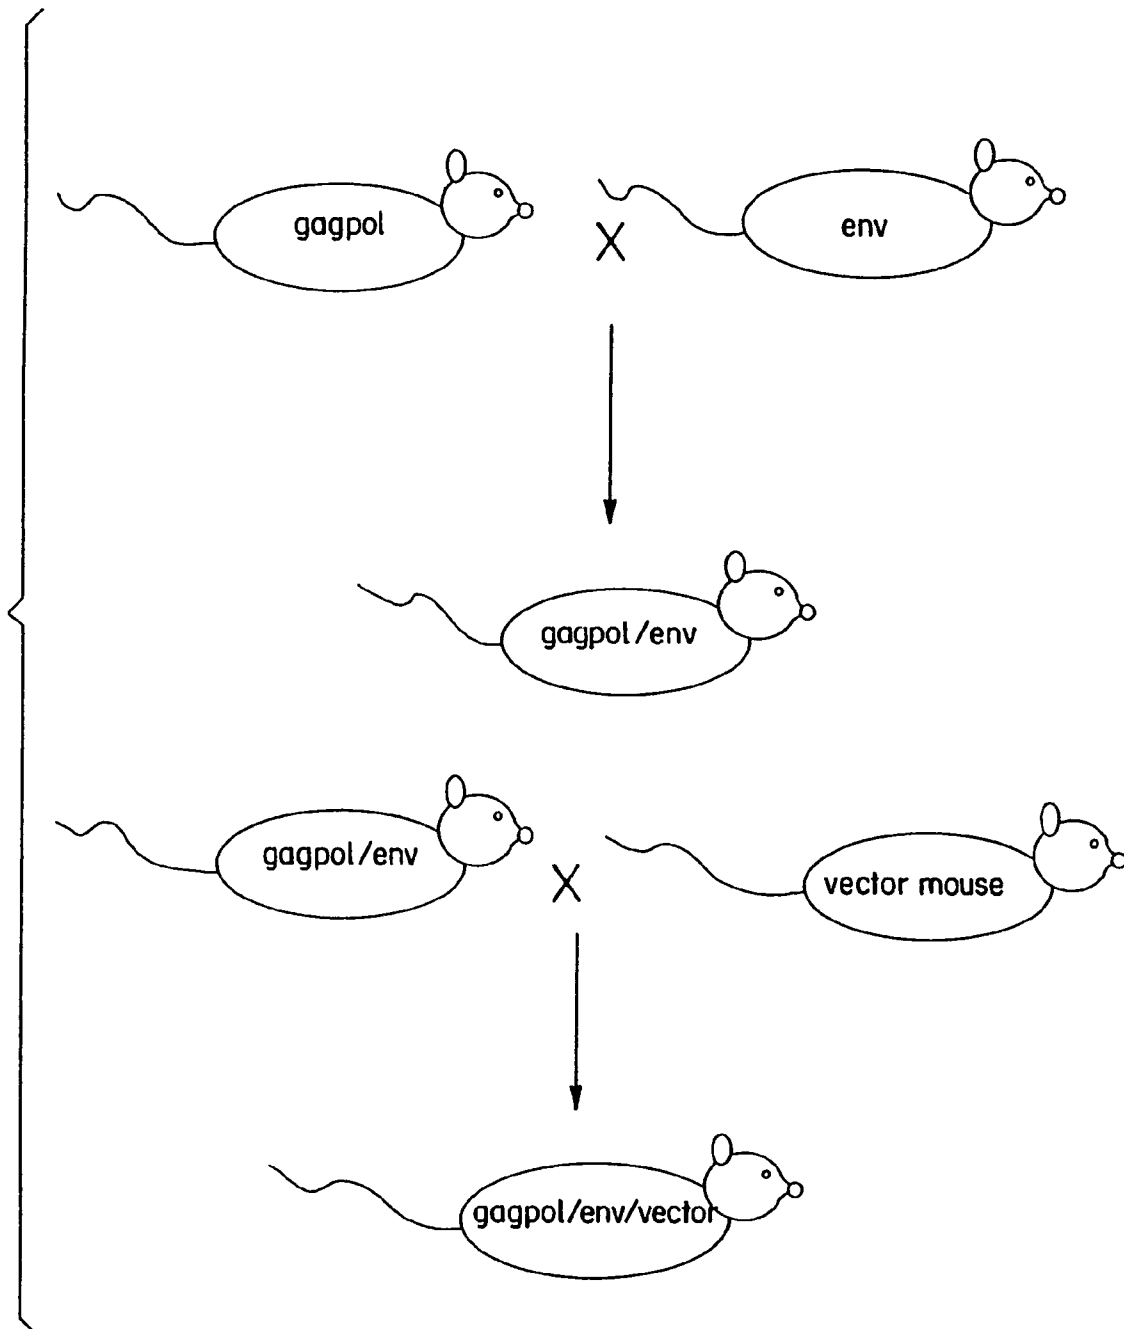 gagpol
X
env
gagpol/env
gagpol/env
X
vector mouse
gagpol/env/vector